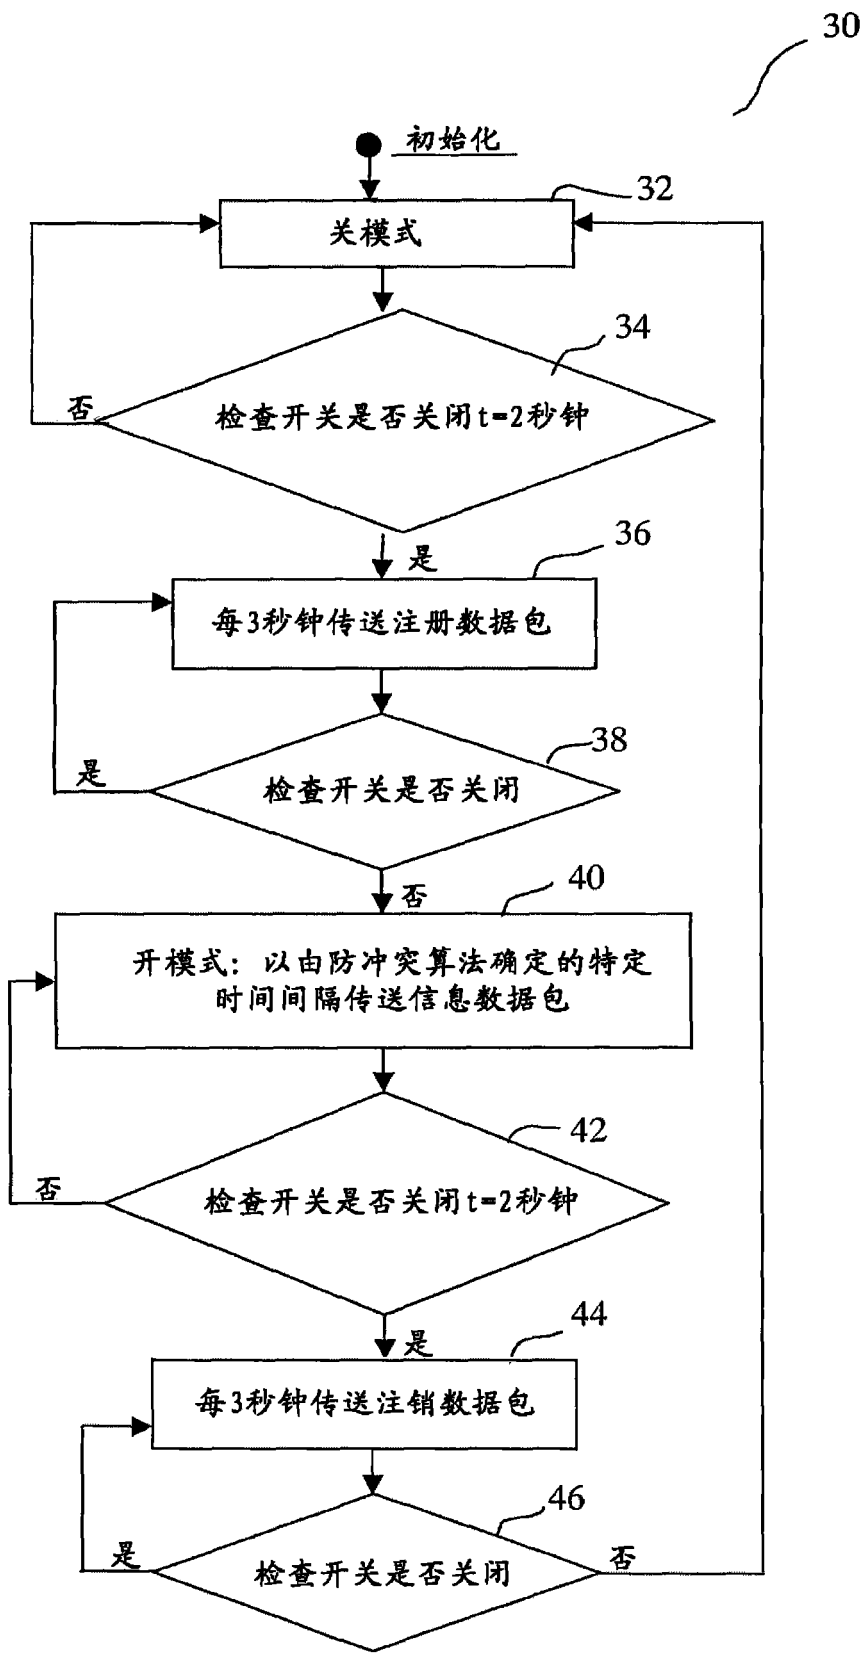 30
初始化
32
关模式
34
检查开关是否关闭t=2秒钟
否
是
36
每3秒钟传送注册数据包
38
检查开关是否关闭
是
否
40
开模式：以由防冲突算法确定的特定
时间间隔传送信息数据包
42
检查开关是否关闭t=2秒钟
否
是
44
每3秒钟传送注销数据包
46
检查开关是否关闭
是
否